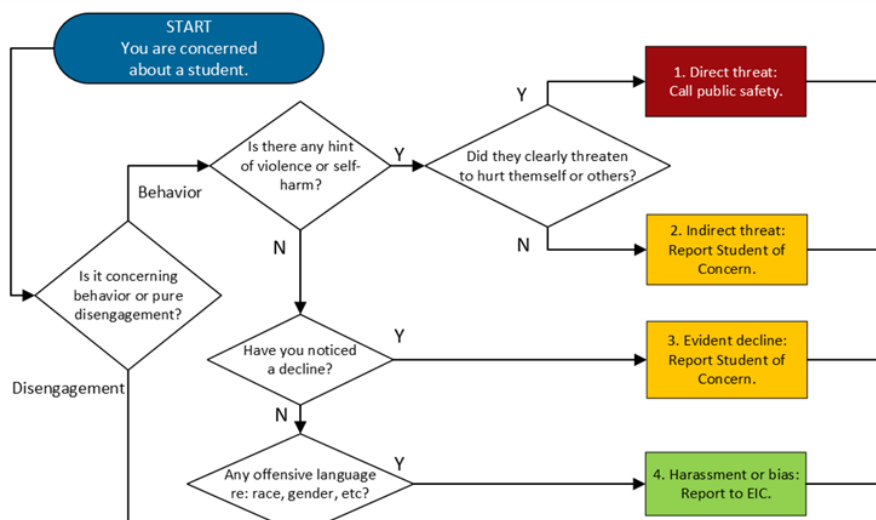 START
You are concerned
about a student.
1. Direct threat:
Call public safety.
Y
Is there any hint
of violence or self-
harm?
Y
Did they clearly threaten
to hurt themself or others?
Behavior
N
N
2. Indirect threat:
Report Student of
Concern.
Is it concerning
behavior or pure
disengagement?
Have you noticed
a decline?
Y
3. Evident decline:
Report Student of
Concern.
Disengagement
N
Any offensive language
re: race, gender, etc?
Y
4. Harassment or bias:
Report to EIC.